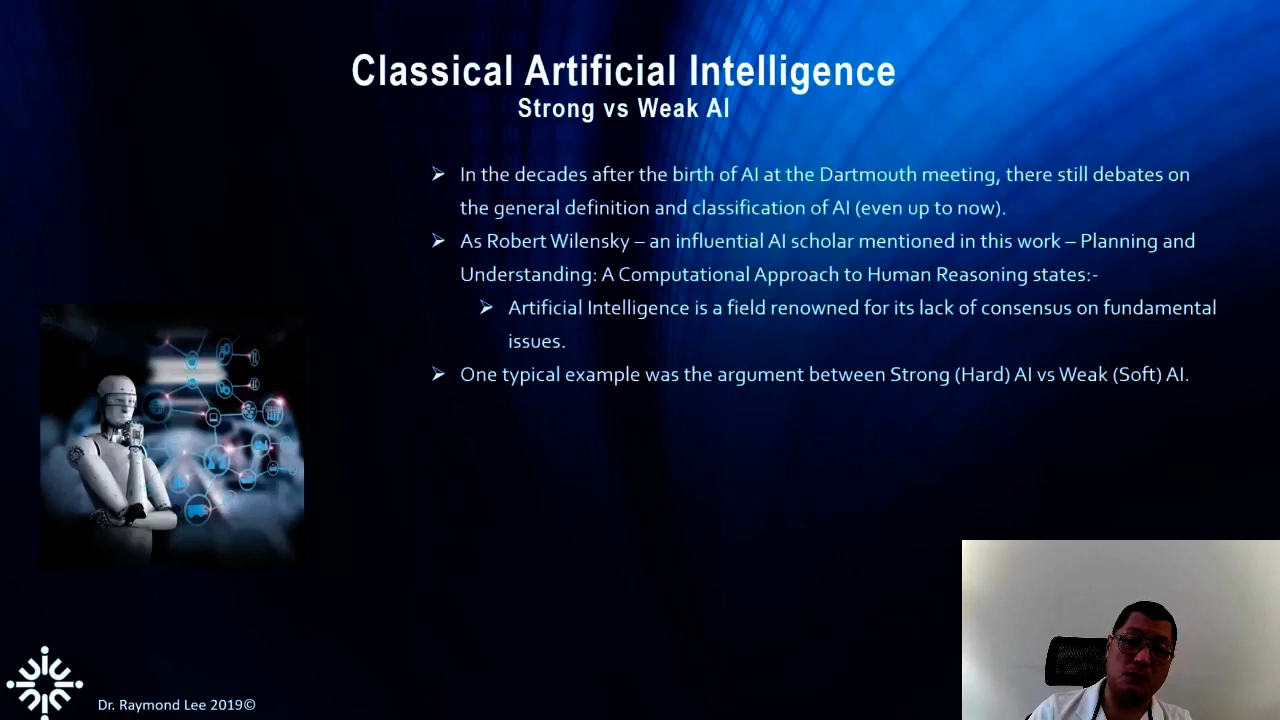 Classical Artificial Intelligence
Strong vs Weak AI
➢ In the decades after the birth of AI at the Dartmouth meeting, there still debates on
the general definition and classification of AI (even up to now).
➢ As Robert Wilensky – an influential AI scholar mentioned in this work – Planning and
Understanding: A Computational Approach to Human Reasoning states:-
➢ Artificial Intelligence is a field renowned for its lack of consensus on fundamental
issues.
➢ One typical example was the argument between Strong (Hard) AI vs Weak (Soft) AI.
Dr. Raymond Lee 2019©